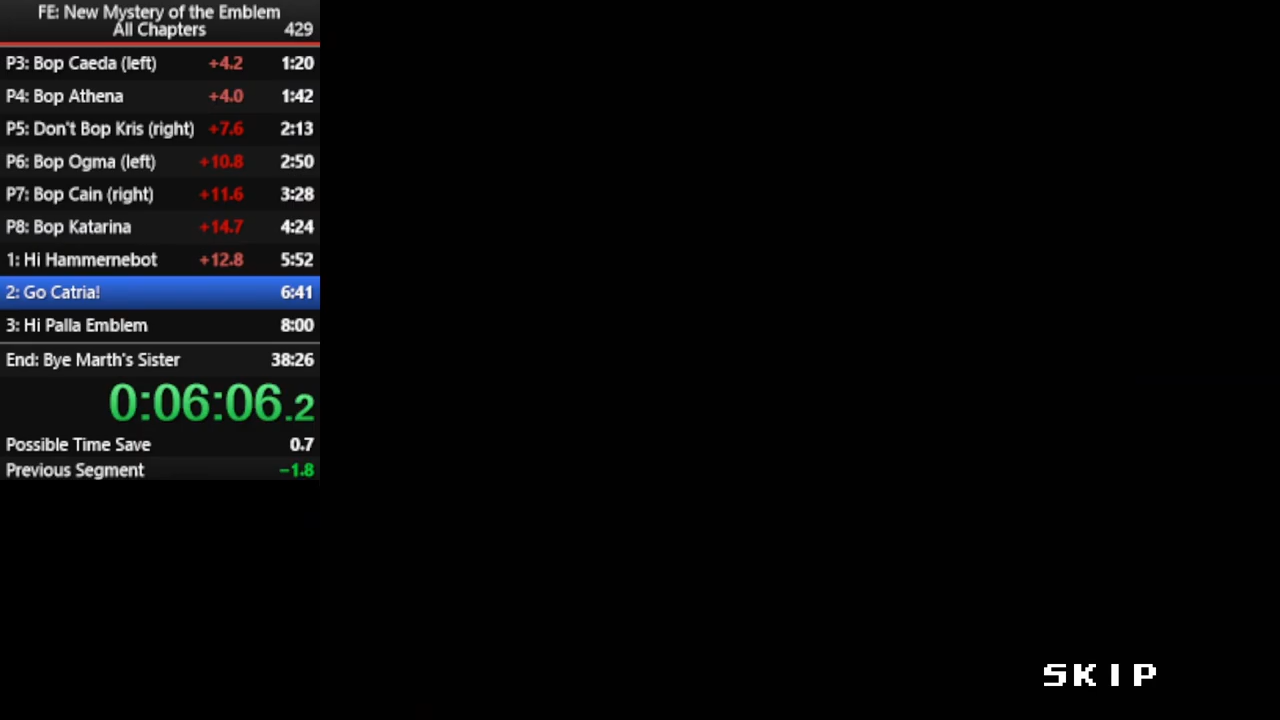 FE: New Mystery of the Emblem
All Chapters 429
P3: Bop Caeda (left) +4.2 1:20
P4: Bop Athena +4.0 1:42
P5: Don't Bop Kris (right) +7.6 2:13
P6: Bop Ogma (left) +10.8 2:50
P7: Bop Cain (right) +11.6 3:28
P8: Bop Katarina +14.7 4:24
1: Hi Hammernebot +12.8 5:52
2: Go Catria! 6:41
3: Hi Palla Emblem 8:00
End: Bye Marth's Sister 38:26
0:06:06.2
Possible Time Save 0.7
Previous Segment −1.8
SKIP